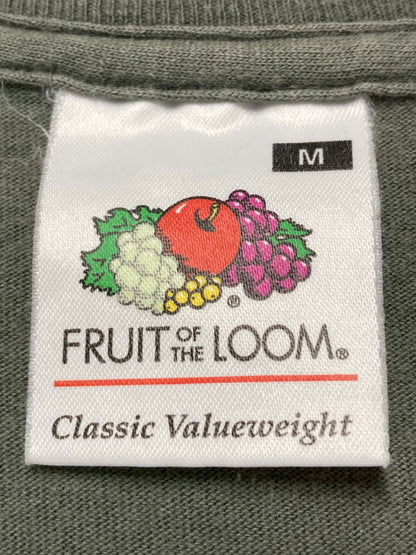 M
®
FRUIT OF THE LOOM®
Classic Valueweight